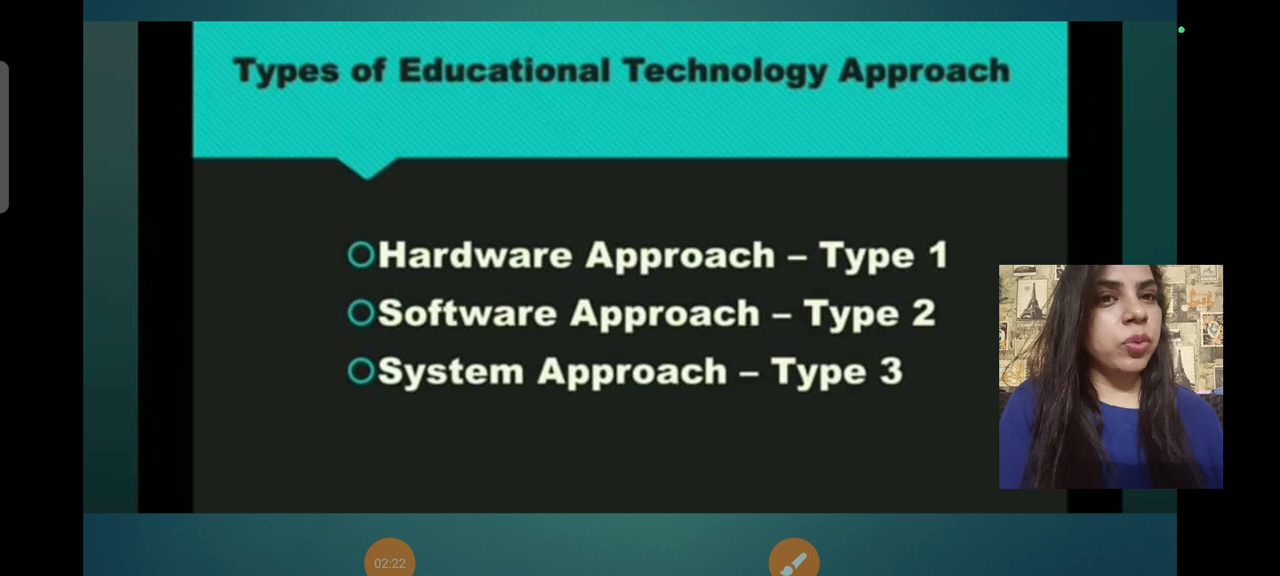 Types of Educational Technology Approach
Hardware Approach – Type 1
Software Approach – Type 2
System Approach – Type 3
02:22